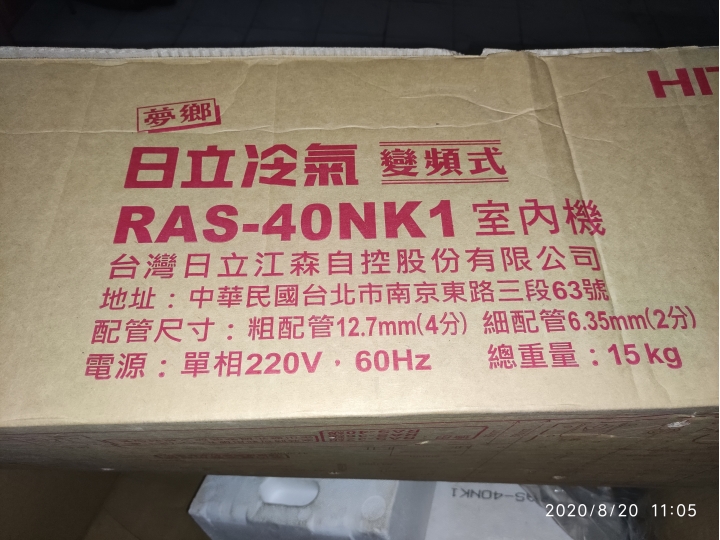 夢鄉
HIT
日立冷氣 變頻式
RAS-40NK1 室內機
台灣日立江森自控股份有限公司
地址：中華民國台北市南京東路三段63號
配管尺寸：粗配管12.7mm(4分) 細配管6.35mm(2分)
電源：單相220V，60Hz 總重量：15kg
RAS-40NK1
2020/8/20 11:05